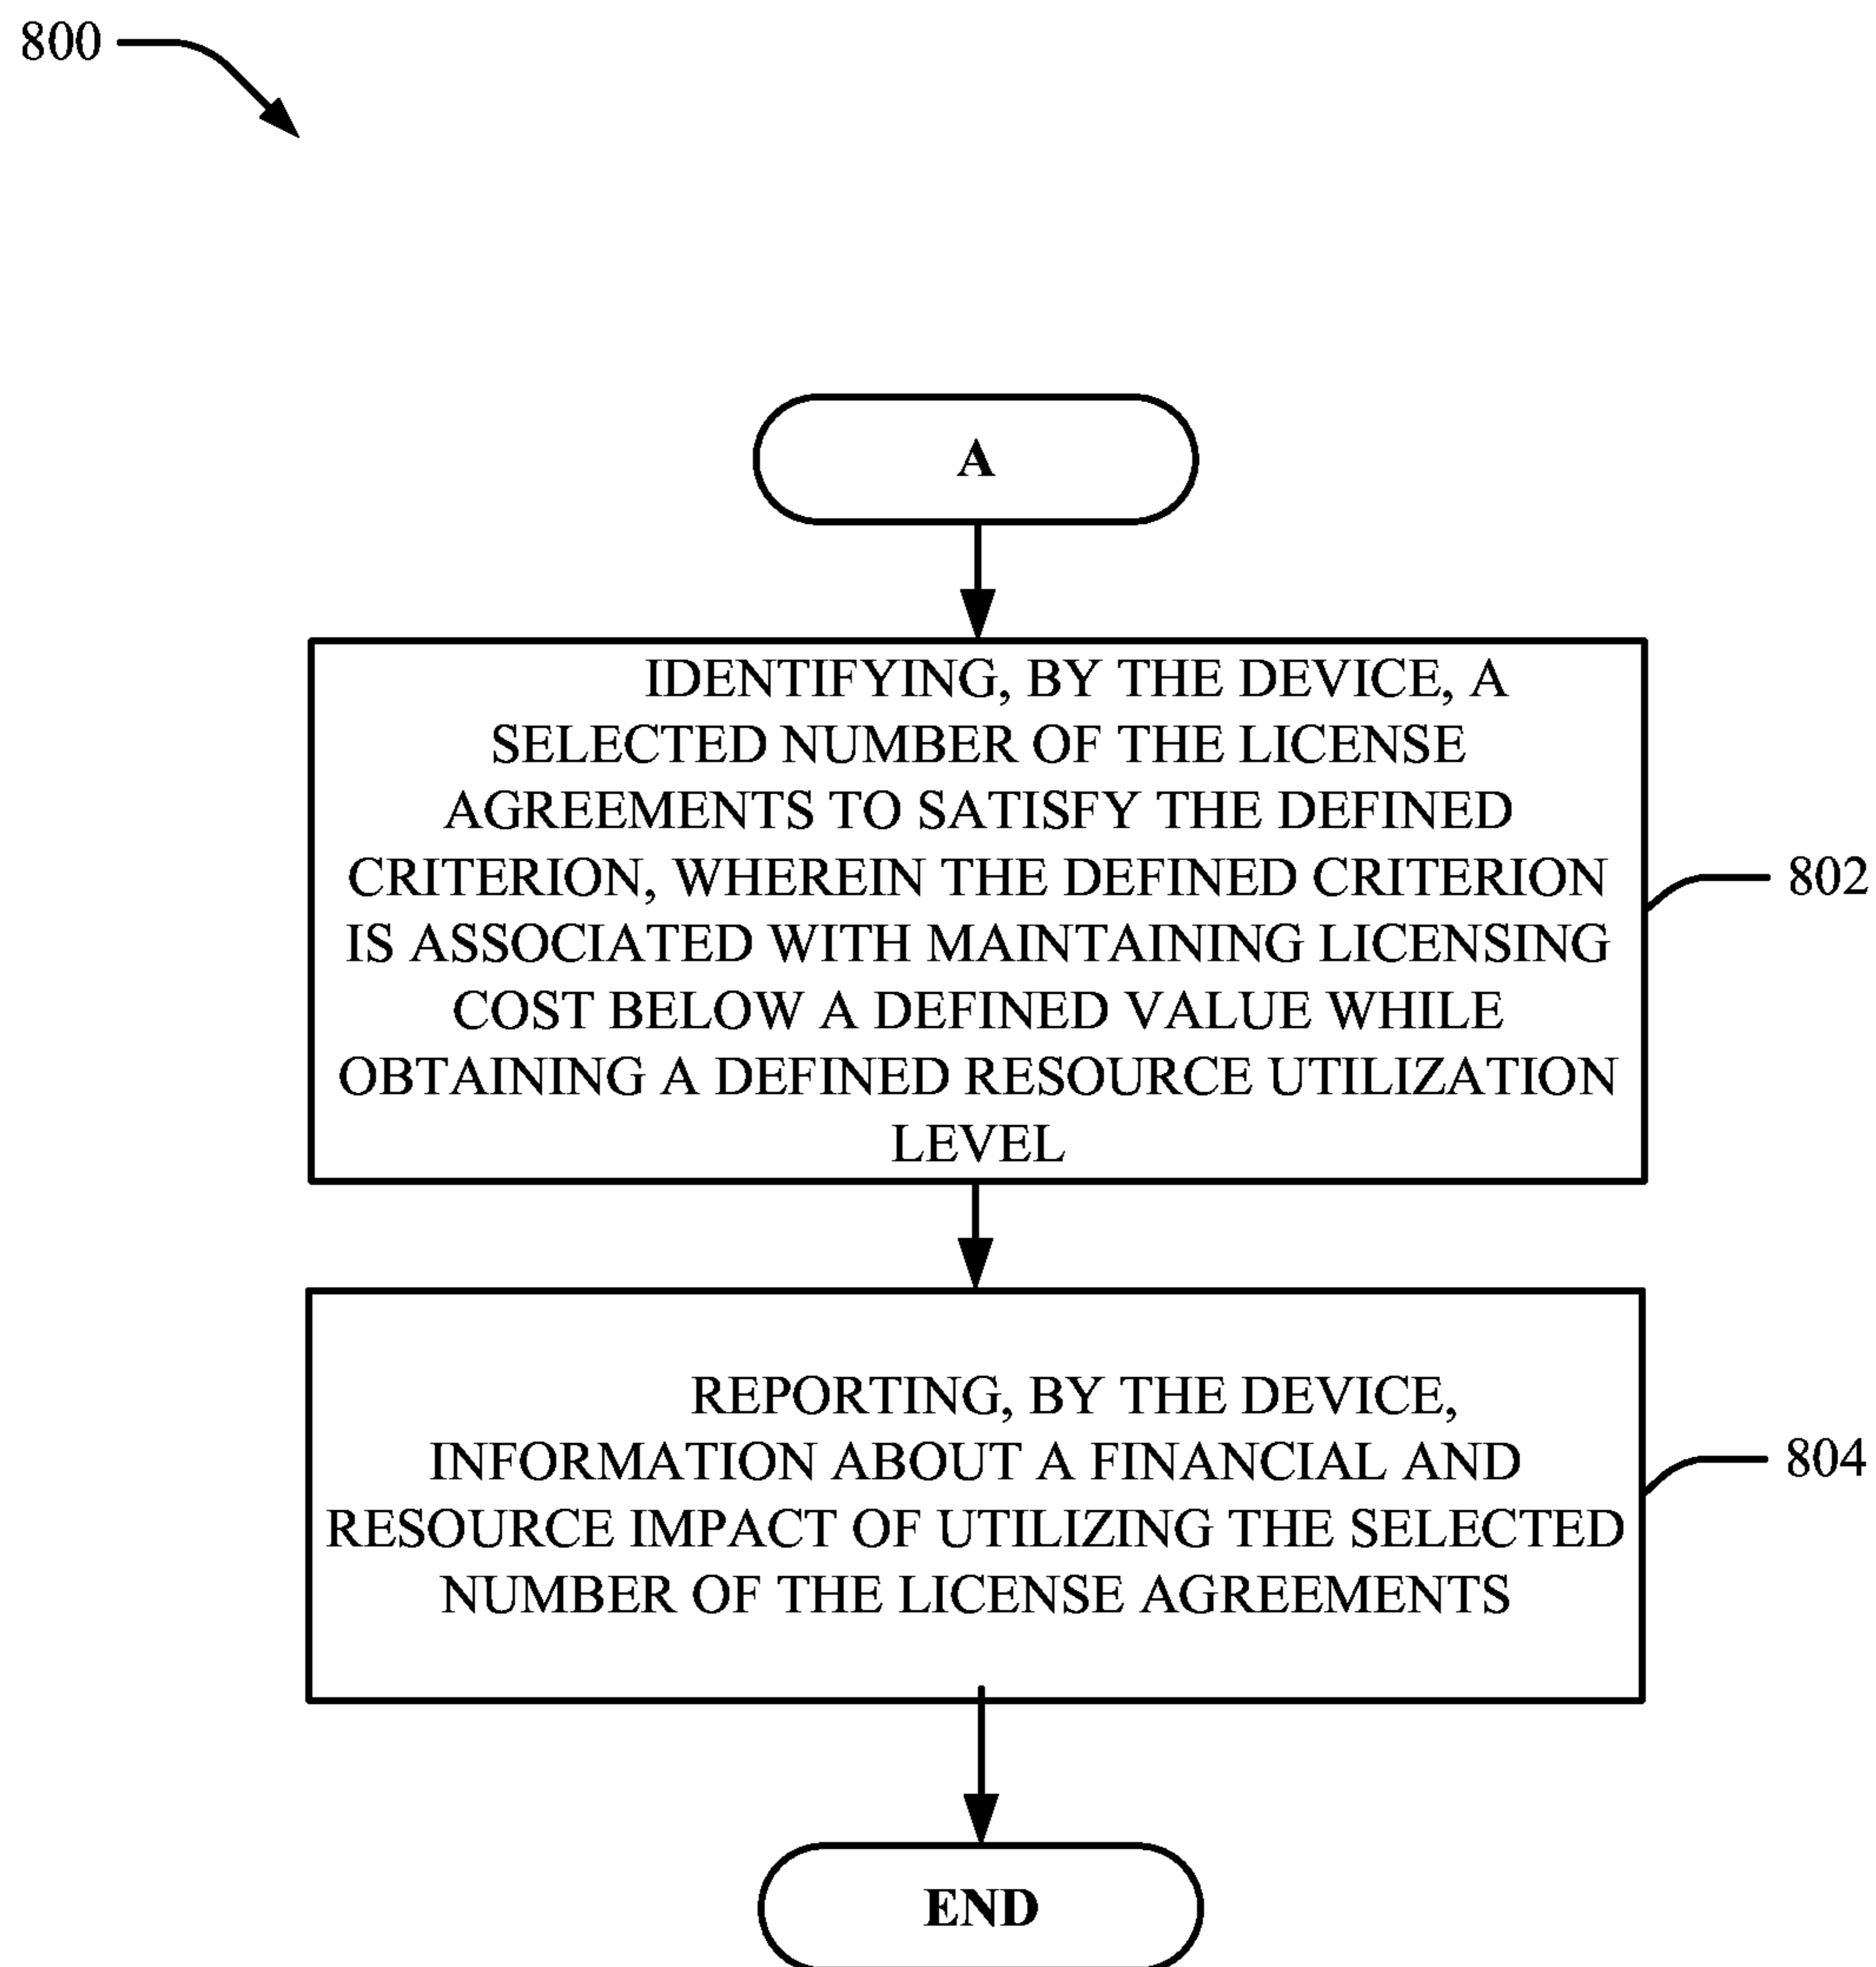 800
A
IDENTIFYING, BY THE DEVICE, A
SELECTED NUMBER OF THE LICENSE
AGREEMENTS TO SATISFY THE DEFINED
CRITERION, WHEREIN THE DEFINED CRITERION
IS ASSOCIATED WITH MAINTAINING LICENSING
COST BELOW A DEFINED VALUE WHILE
OBTAINING A DEFINED RESOURCE UTILIZATION
LEVEL
802
REPORTING, BY THE DEVICE,
INFORMATION ABOUT A FINANCIAL AND
RESOURCE IMPACT OF UTILIZING THE SELECTED
NUMBER OF THE LICENSE AGREEMENTS
804
END